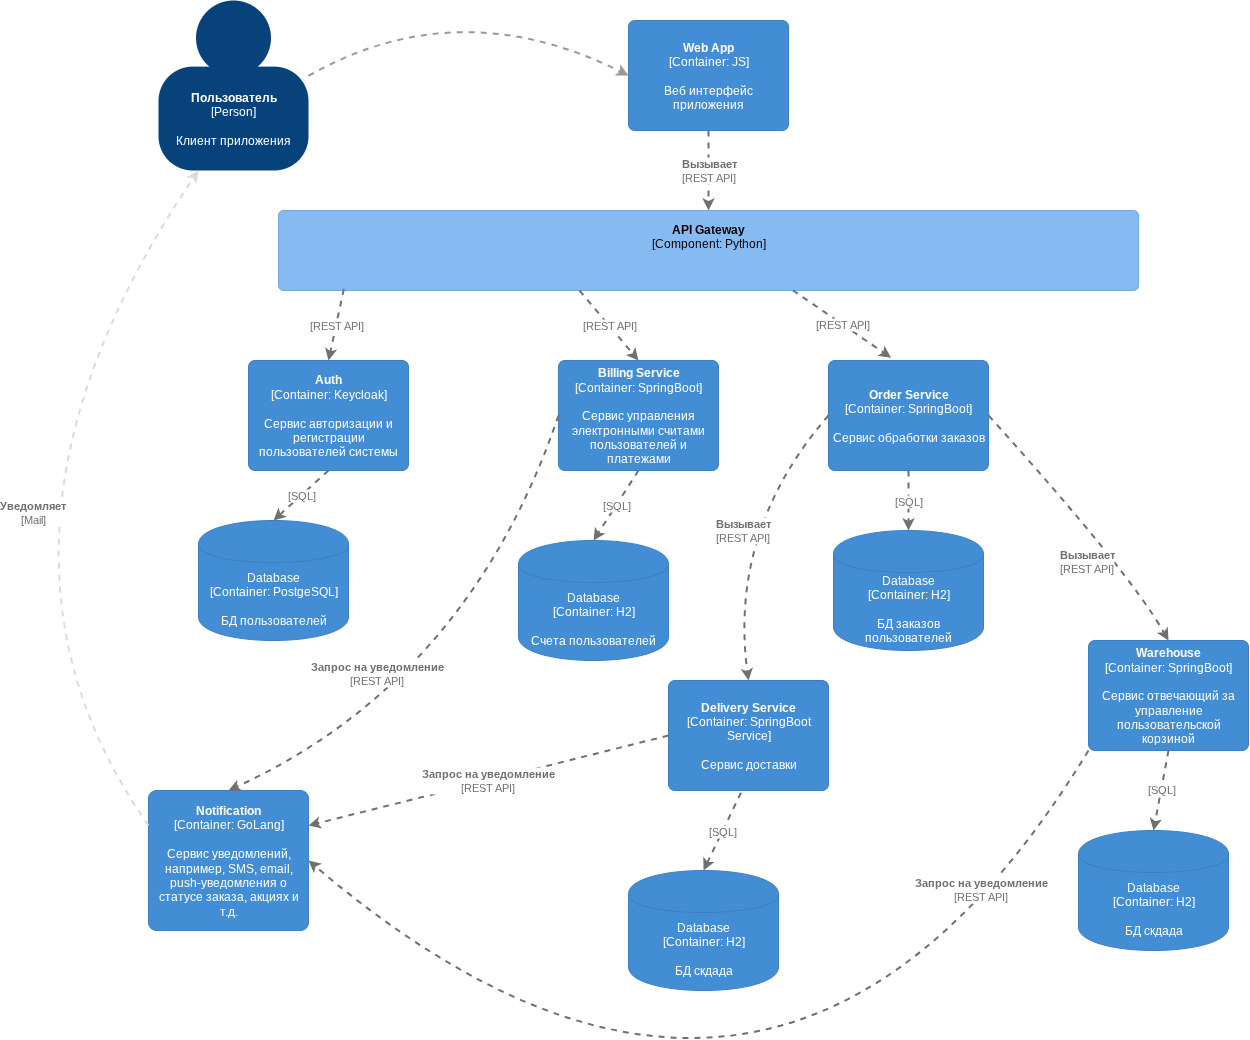 Пользователь
[Person]
Клиент приложения
Web App
[Container: JS]
Веб интерфейс
приложения
Вызывает
[REST API]
API Gateway
[Component: Python]
[REST API]
[REST API]
[REST API]
Auth
[Container: Keycloak]
Сервис авторизации и
регистрации
пользователей системы
Billing Service
[Container: SpringBoot]
Сервис управления
электронными считами
пользователей и
платежами
Order Service
[Container: SpringBoot]
Сервис обработки заказов
[SQL]
[SQL]
[SQL]
Уведомляет
[Mail]
Вызывает
[REST API]
Вызывает
[REST API]
Database
[Container: PostgeSQL]
БД пользователей
Database
[Container: H2]
Счета пользователей
Database
[Container: H2]
БД заказов
пользователей
Запрос на уведомление
[REST API]
Warehouse
[Container: SpringBoot]
Сервис отвечающий за
управление
пользовательской
корзиной
Delivery Service
[Container: SpringBoot
Service]
Сервис доставки
Запрос на уведомление
[REST API]
[SQL]
Notification
[Container: GoLang]
Сервис уведомлений,
например, SMS, email,
push-уведомления о
статусе заказа, акциях и
т.д.
[SQL]
Запрос на уведомление
[REST API]
Database
[Container: H2]
БД скдада
Database
[Container: H2]
БД скдада